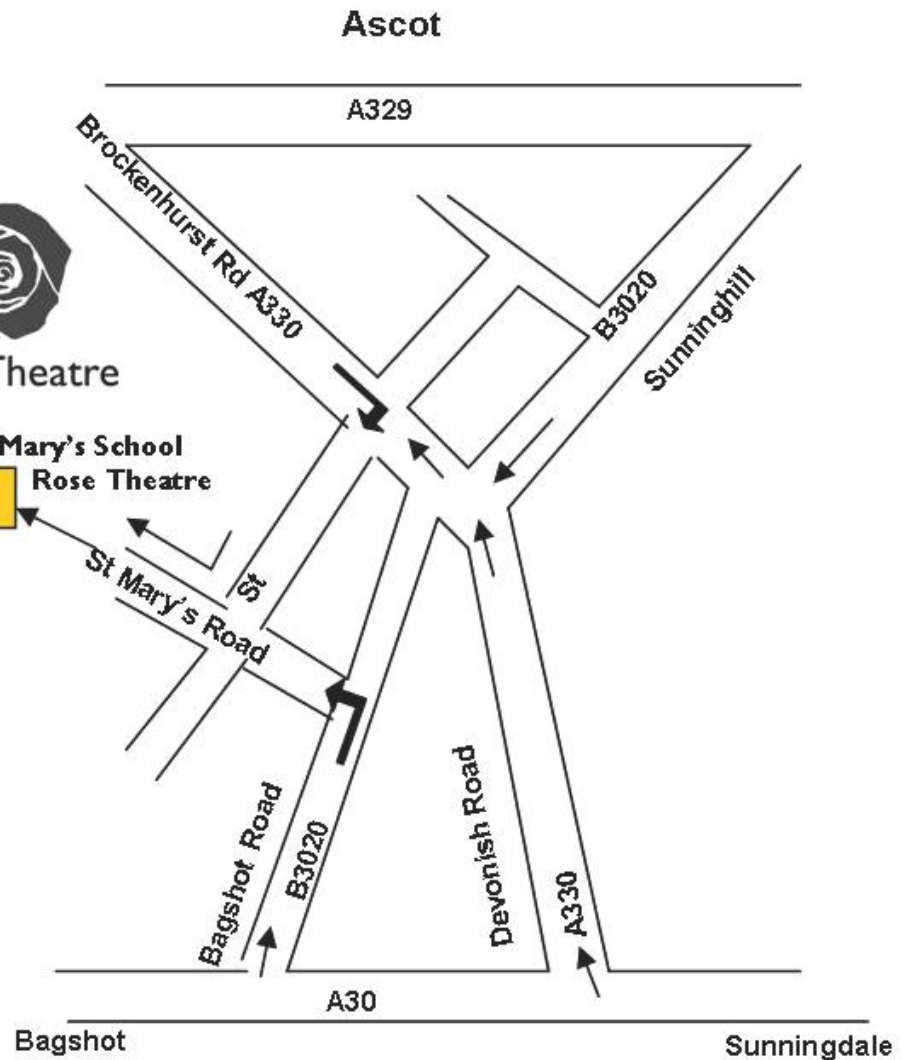 Ascot
A329
Brockenhurst Rd A330
B3020
Sunninghill
Theatre
Mary's School
Rose Theatre
St
St Mary's Road
Bagshot Road
B3020
Devonish Road
A330
A30
Bagshot
Sunningdale